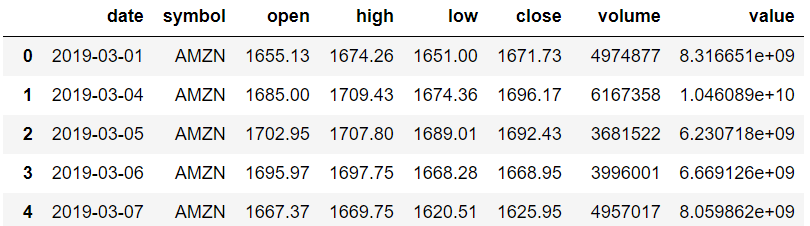 date symbol open high low close volume value
0 2019-03-01 AMZN 1655.13 1674.26 1651.00 1671.73 4974877 8.316651e+09
1 2019-03-04 AMZN 1685.00 1709.43 1674.36 1696.17 6167358 1.046089e+10
2 2019-03-05 AMZN 1702.95 1707.80 1689.01 1692.43 3681522 6.230718e+09
3 2019-03-06 AMZN 1695.97 1697.75 1668.28 1668.95 3996001 6.669126e+09
4 2019-03-07 AMZN 1667.37 1669.75 1620.51 1625.95 4957017 8.059862e+09